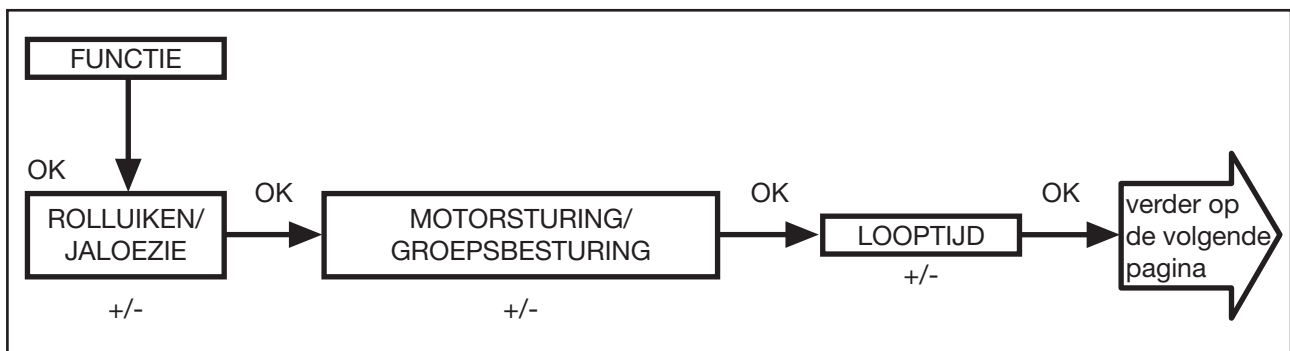 FUNCTIE
OK
ROLLUIKEN/
JALOEZIE
+/-
OK
MOTORSTURING/
GROEPSBESTURING
+/-
OK
LOOPTIJD
+/-
OK
verder op
de volgende
pagina